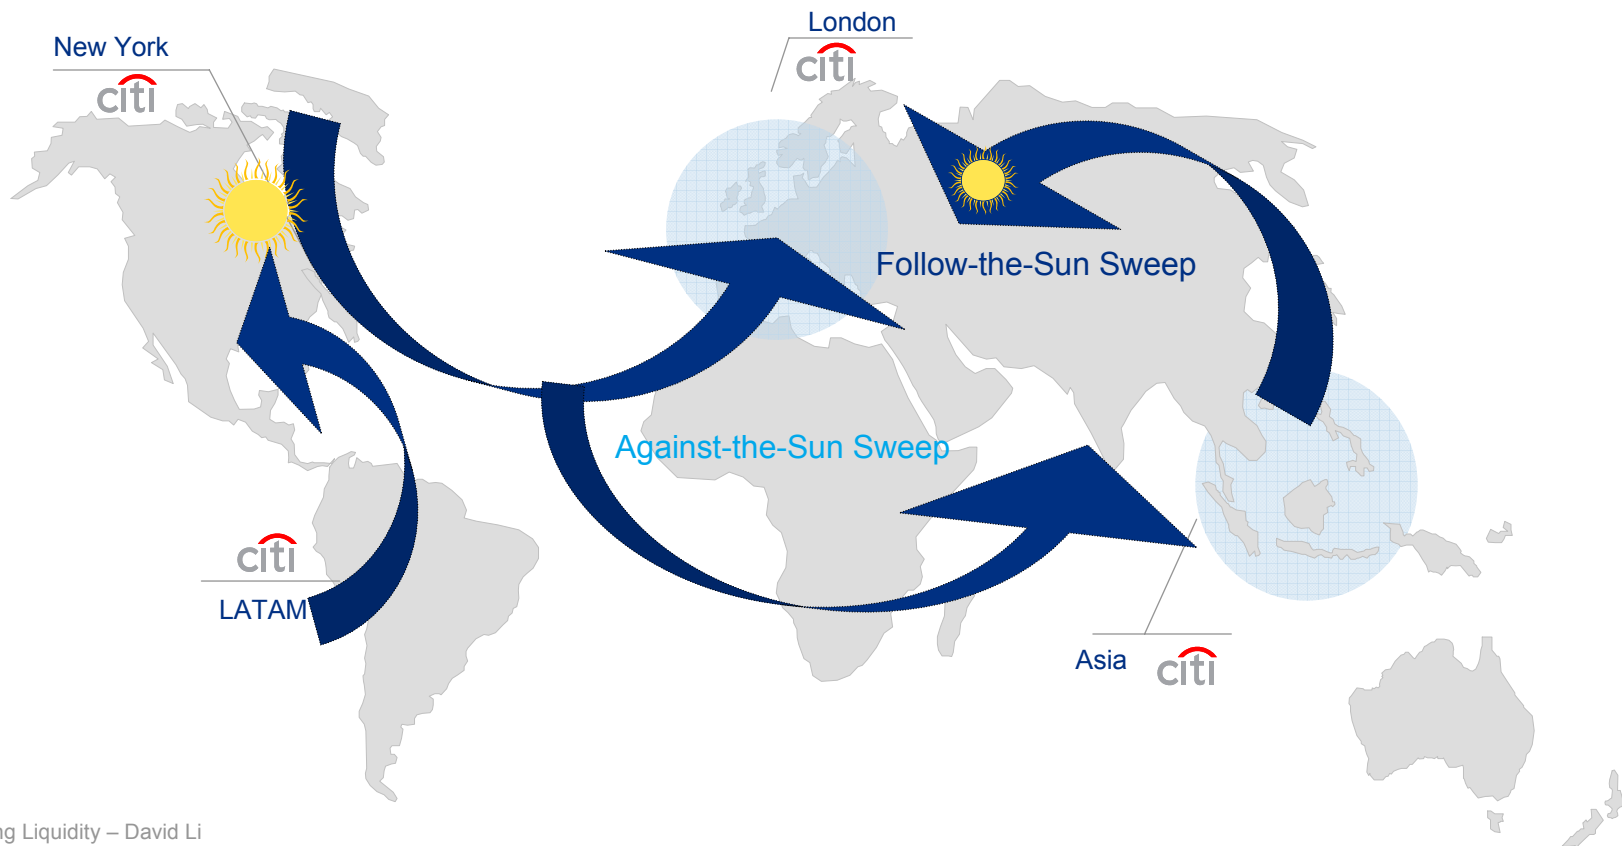 London
New York
citi
citi
Follow-the-Sun Sweep
Against-the-Sun Sweep
citi
LATAM
Asia
citi
ng Liquidity – David Li